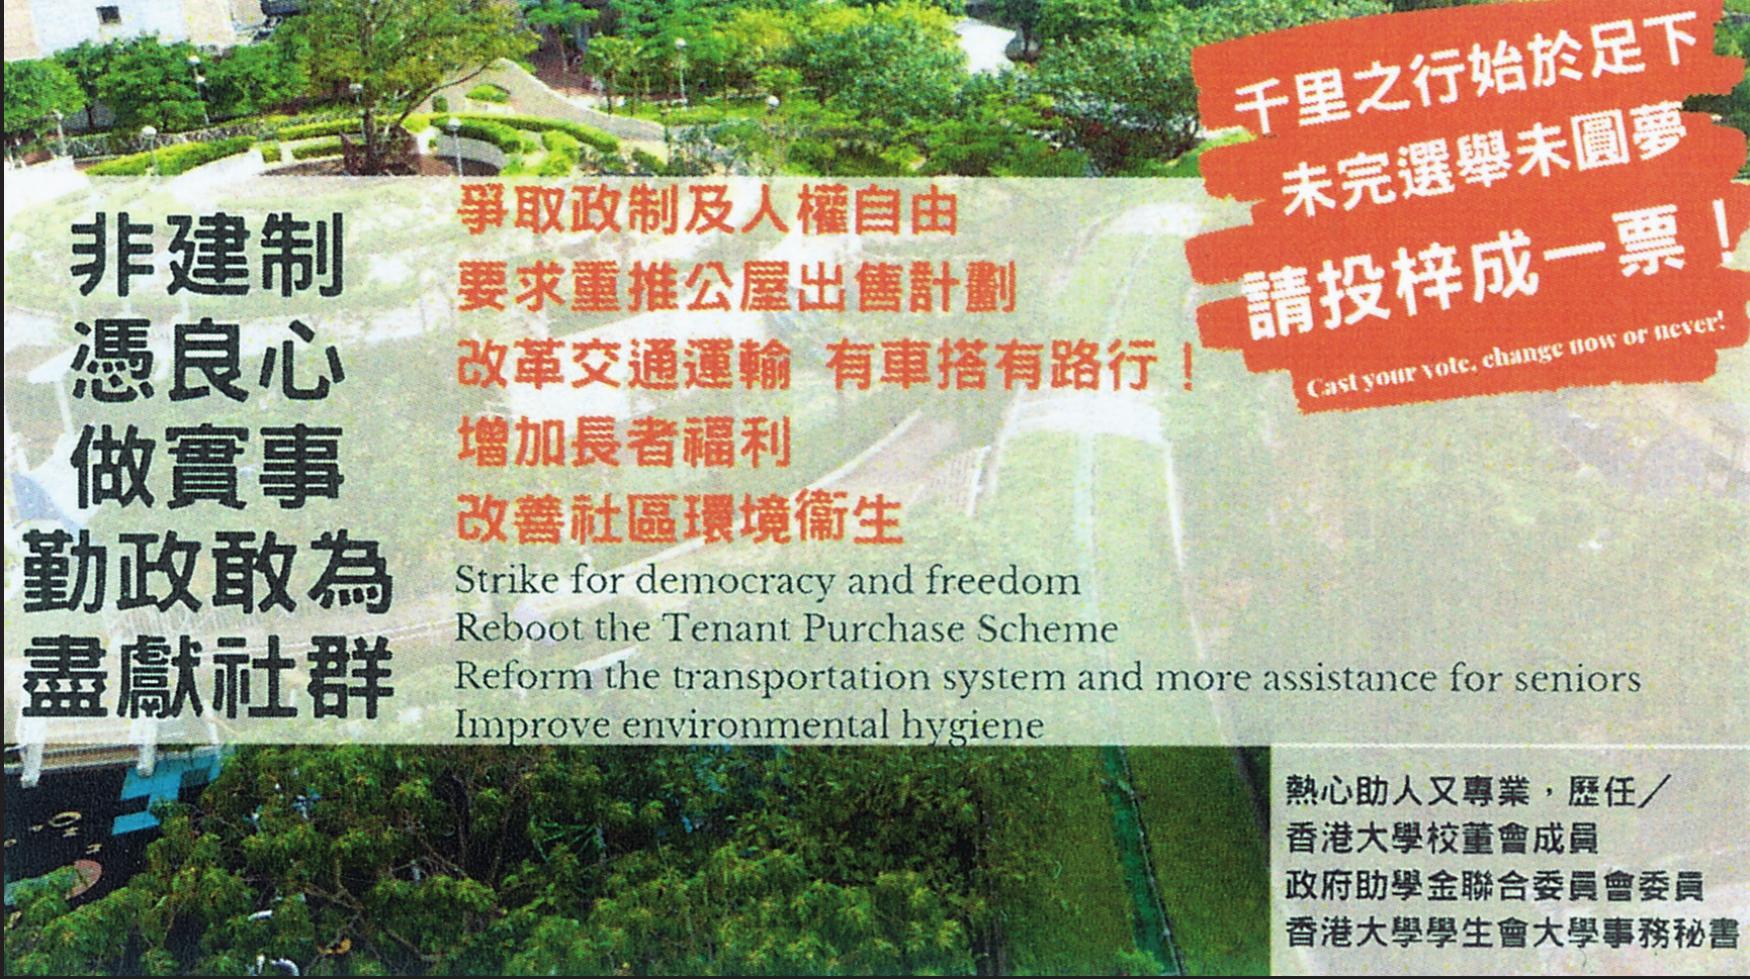 千里之行始於足下
未完選舉未圓夢
請投梓成一票！
Cast your vote, change now or never!
非建制
憑良心
做實事
勤政敢為
盡獻社群
爭取政制及人權自由
要求重推公屋出售計劃
改革交通運輸 有車搭有路行！
增加長者福利
改善社區環境衞生
Strike for democracy and freedom
Reboot the Tenant Purchase Scheme
Reform the transportation system and more assistance for seniors
Improve environmental hygiene
熱心助人又專業，歷任／
香港大學校董會成員
政府助學金聯合委員會委員
香港大學學生會大學事務秘書